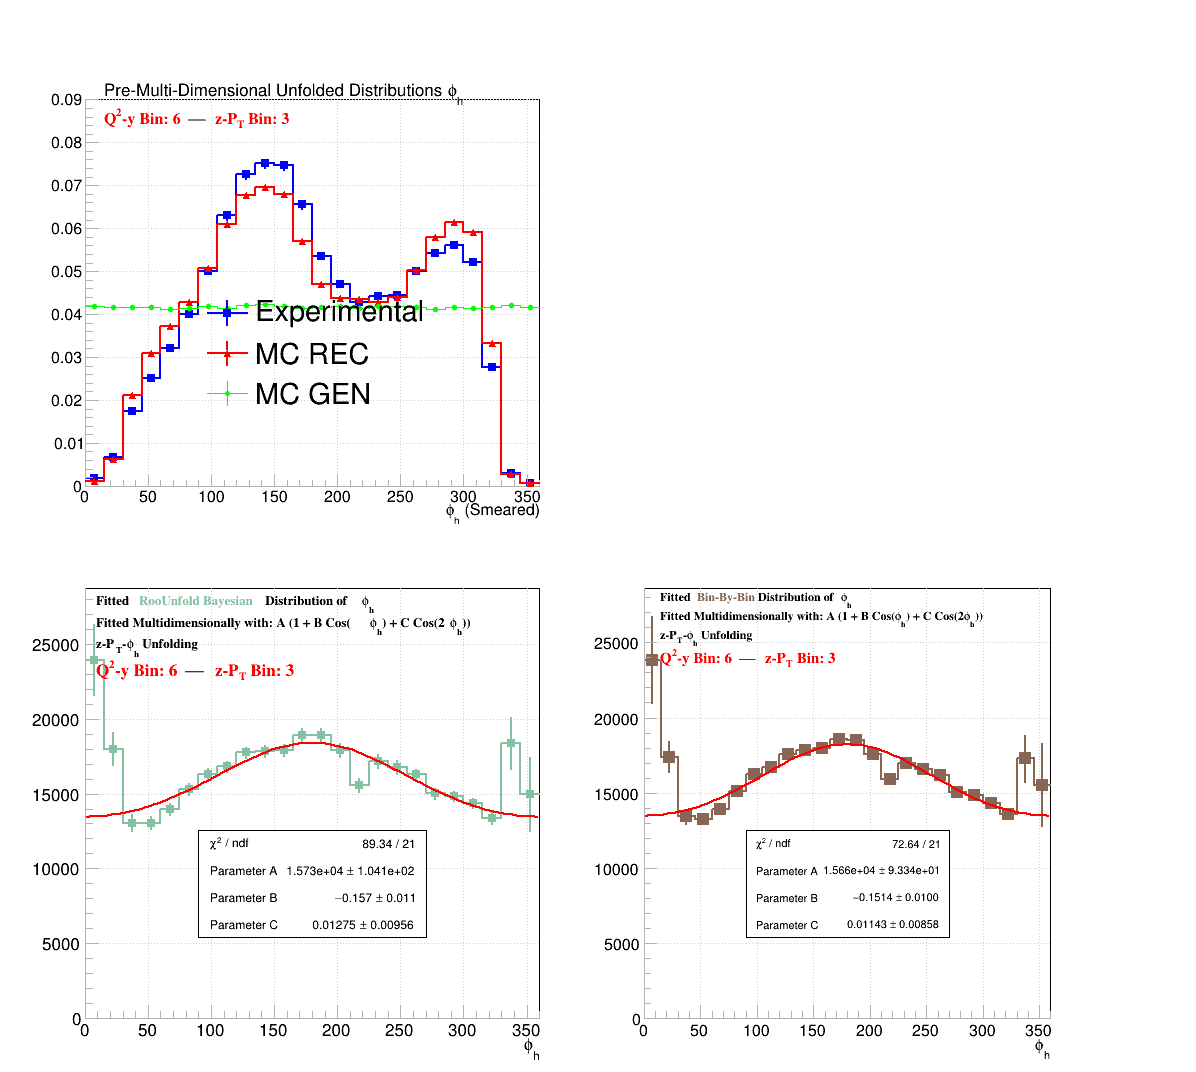 Pre-Multi-Dimensional Unfolded Distributions ϕh
Q2-y Bin: 6 — z-PT Bin: 3
0.09
0.08
0.07
0.06
0.05
0.04
0.03
0.02
0.01
0
Experimental
MC REC
MC GEN
0 50 100 150 200 250 300 350
ϕh (Smeared)
Fitted RooUnfold Bayesian Distribution of ϕh
Fitted Multidimensionally with: A (1 + B Cos(ϕh) + C Cos(2 ϕh))
z-PT-ϕh Unfolding
Q2-y Bin: 6 — z-PT Bin: 3
25000
20000
15000
10000
5000
0
χ2 / ndf 89.34 / 21
Parameter A 1.573e+04 ± 1.041e+02
Parameter B −0.157 ± 0.011
Parameter C 0.01275 ± 0.00956
0 50 100 150 200 250 300 350
ϕh
Fitted Bin-By-Bin Distribution of ϕh
Fitted Multidimensionally with: A (1 + B Cos(ϕh) + C Cos(2ϕh))
z-PT-ϕh Unfolding
Q2-y Bin: 6 — z-PT Bin: 3
25000
20000
15000
10000
5000
0
χ2 / ndf 72.64 / 21
Parameter A 1.566e+04 ± 9.334e+01
Parameter B −0.1514 ± 0.0100
Parameter C 0.01143 ± 0.00858
0 50 100 150 200 250 300 350
ϕh